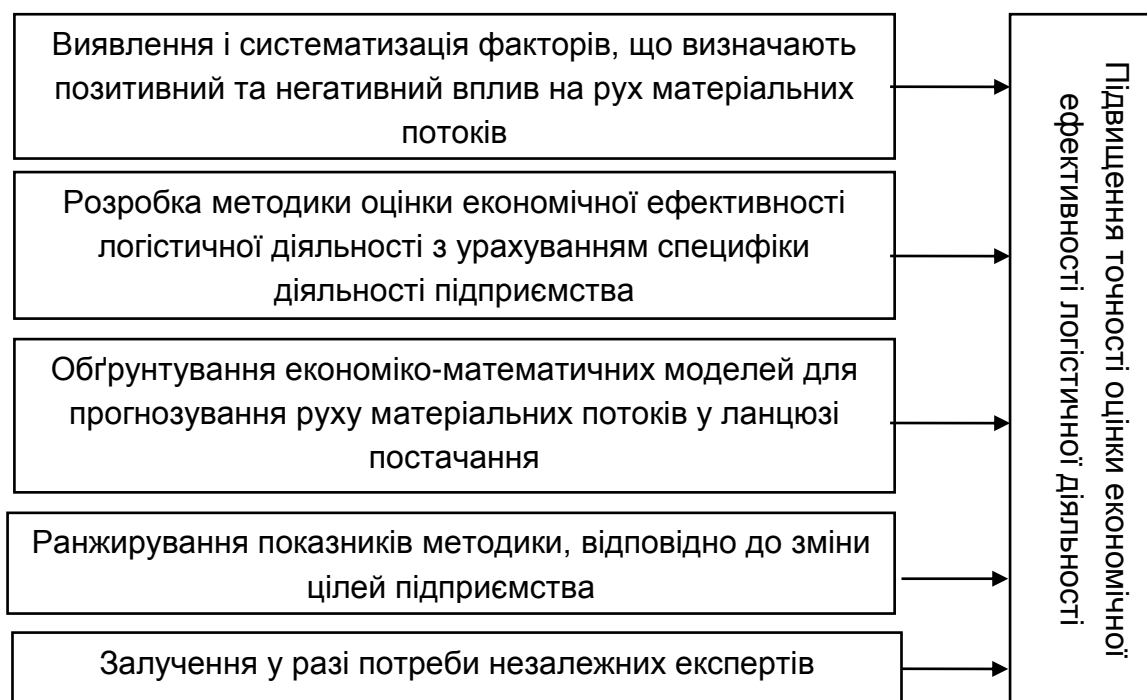 Виявлення і систематизація факторів, що визначають
позитивний та негативний вплив на рух матеріальних
потоків
Розробка методики оцінки економічної ефективності
логістичної діяльності з урахуванням специфіки
діяльності підприємства
Обґрунтування економіко-математичних моделей для
прогнозування руху матеріальних потоків у ланцюзі
постачання
Ранжирування показників методики, відповідно до зміни
цілей підприємства
Залучення у разі потреби незалежних експертів
Підвищення точності оцінки економічної
ефективності логістичної діяльності